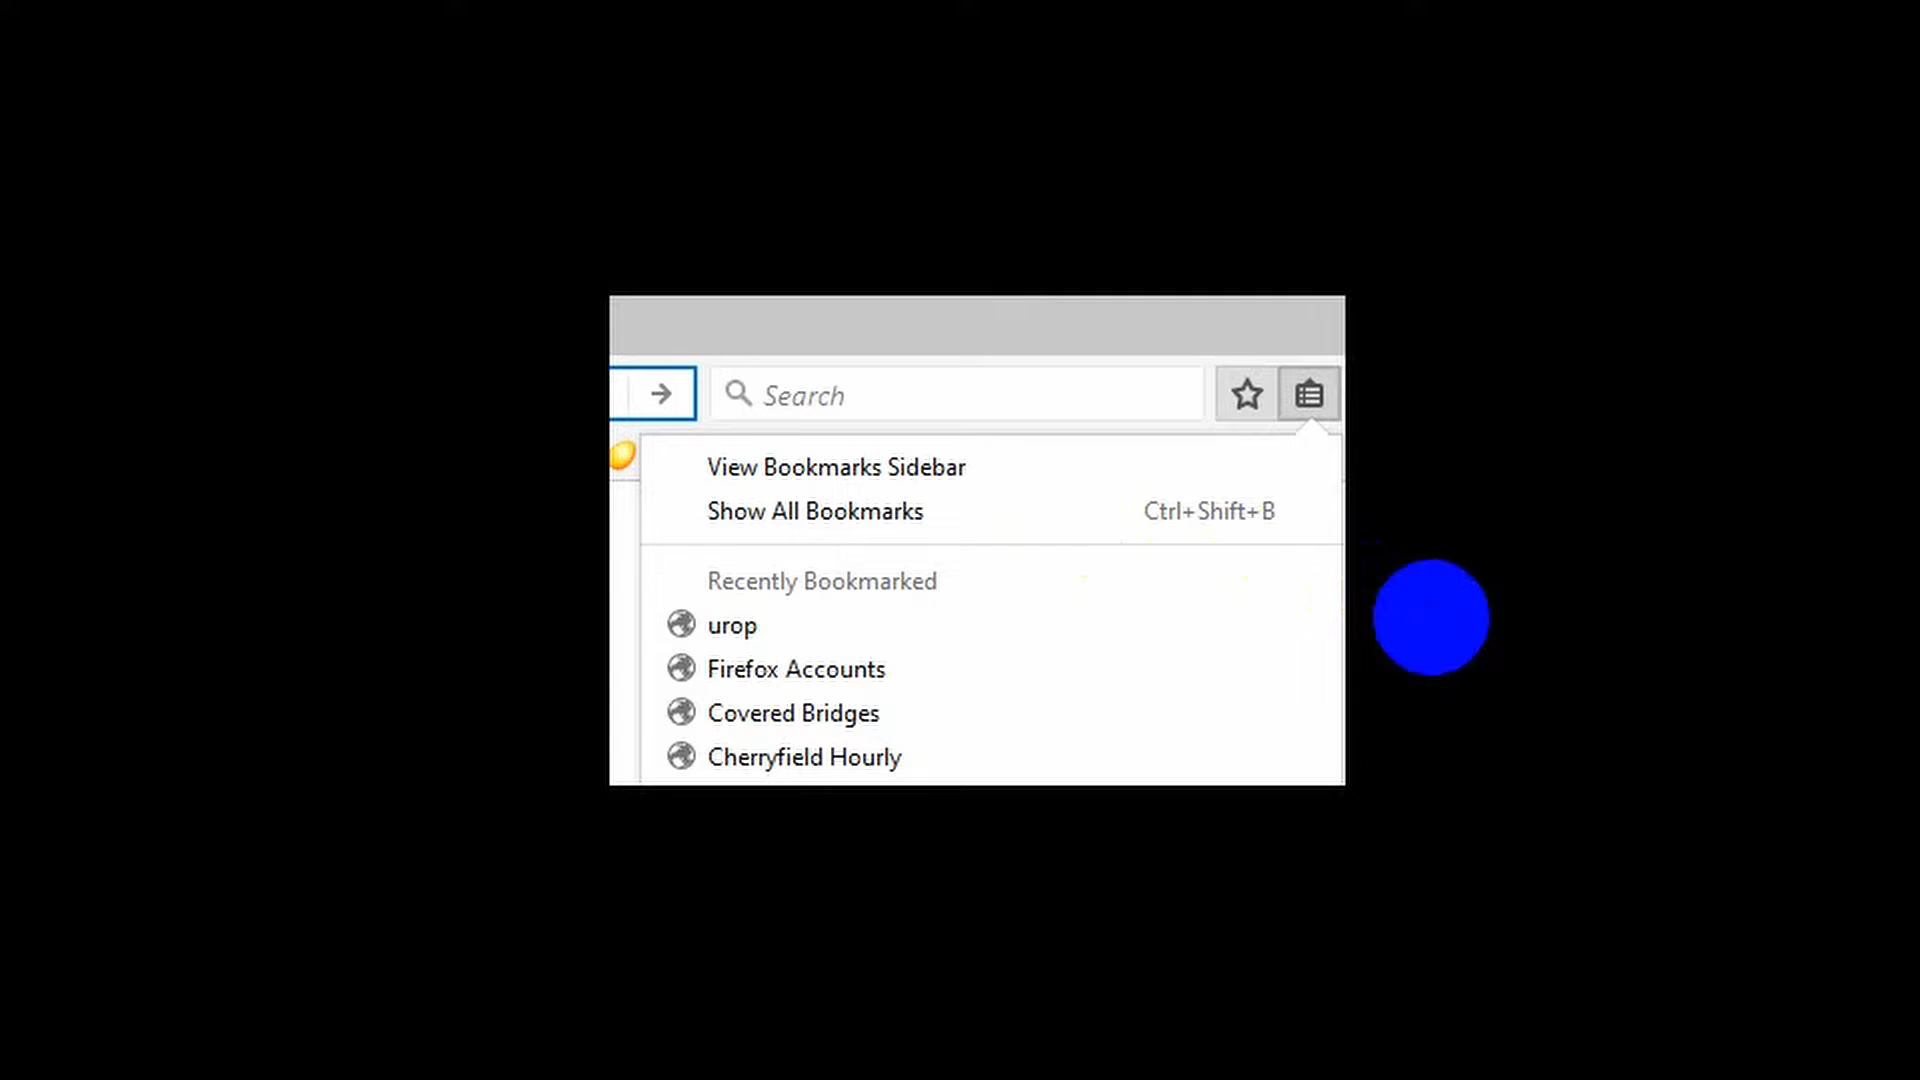 Search
View Bookmarks Sidebar
Show All Bookmarks Ctrl+Shift+B
Recently Bookmarked
urop
Firefox Accounts
Covered Bridges
Cherryfield Hourly